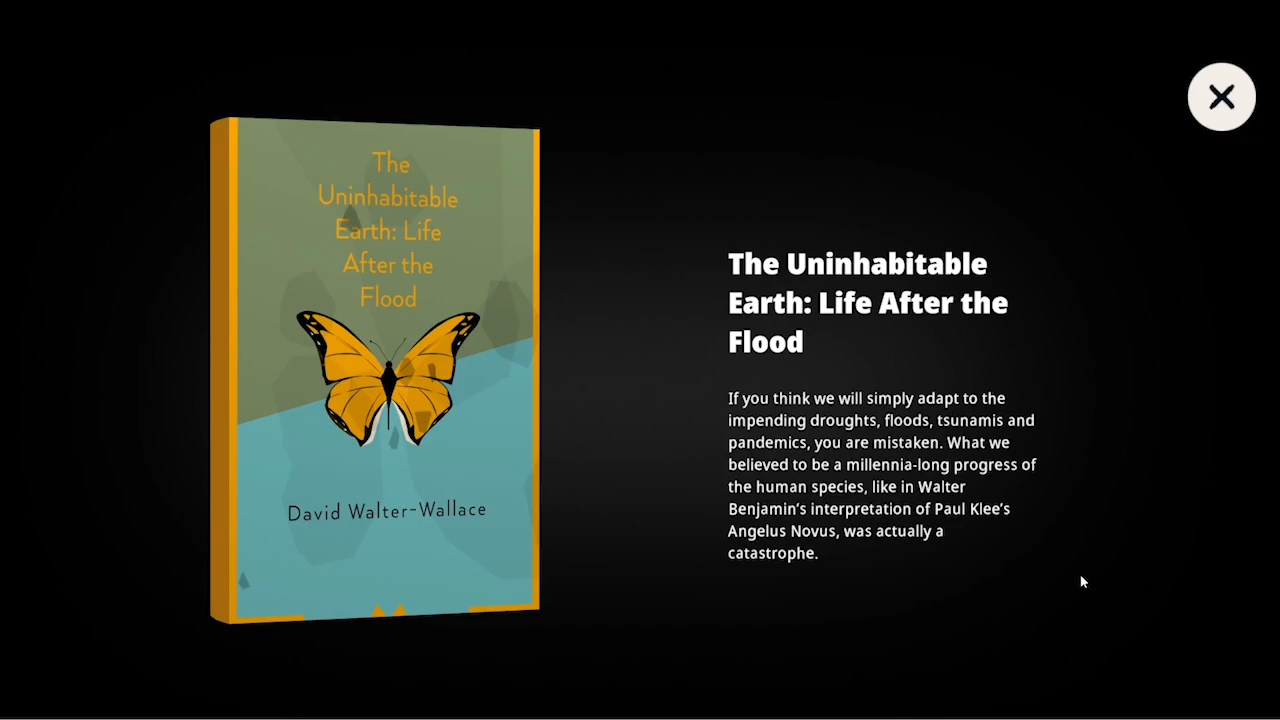 The
Uninhabitable
Earth: Life
After the
Flood
David Walter-Wallace
The Uninhabitable
Earth: Life After the
Flood
If you think we will simply adapt to the
impending droughts, floods, tsunamis and
pandemics, you are mistaken. What we
believed to be a millennia-long progress of
the human species, like in Walter
Benjamin’s interpretation of Paul Klee’s
Angelus Novus, was actually a
catastrophe.